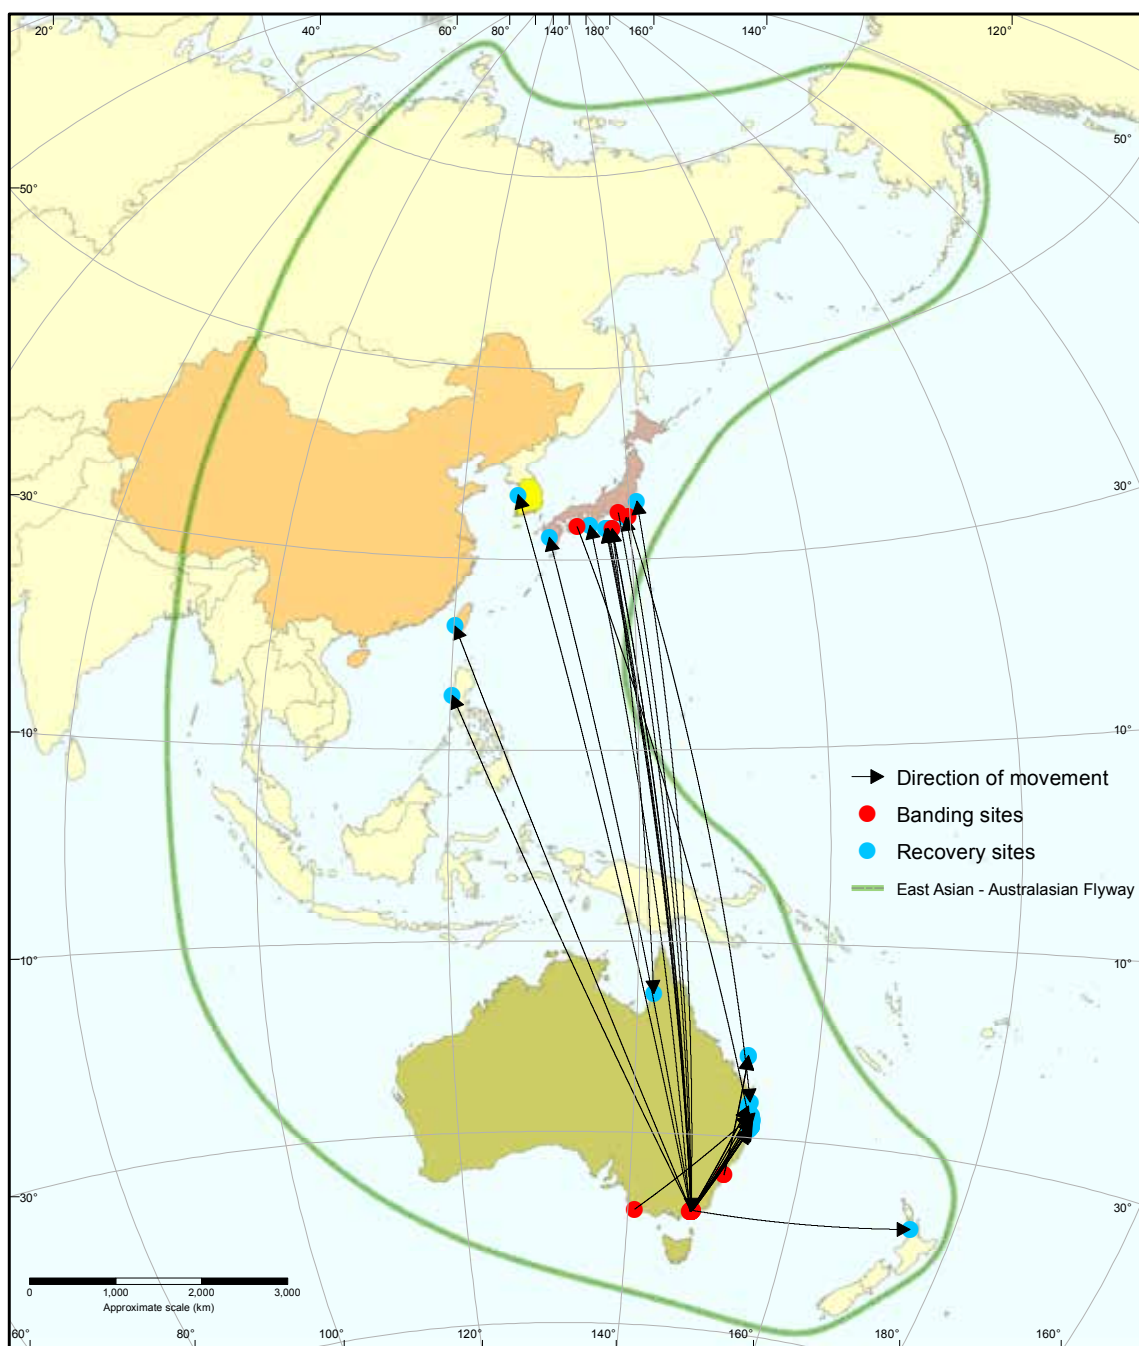 20° 40° 60° 80° 140° 180° 160° 140° 120°
50° 50°
30° 30°
10° 10°
Direction of movement
Banding sites
Recovery sites
East Asian - Australasian Flyway
10° 10°
30° 30°
0 1,000 2,000 3,000
Approximate scale (km)
60° 80° 100° 120° 140° 160° 180° 160°